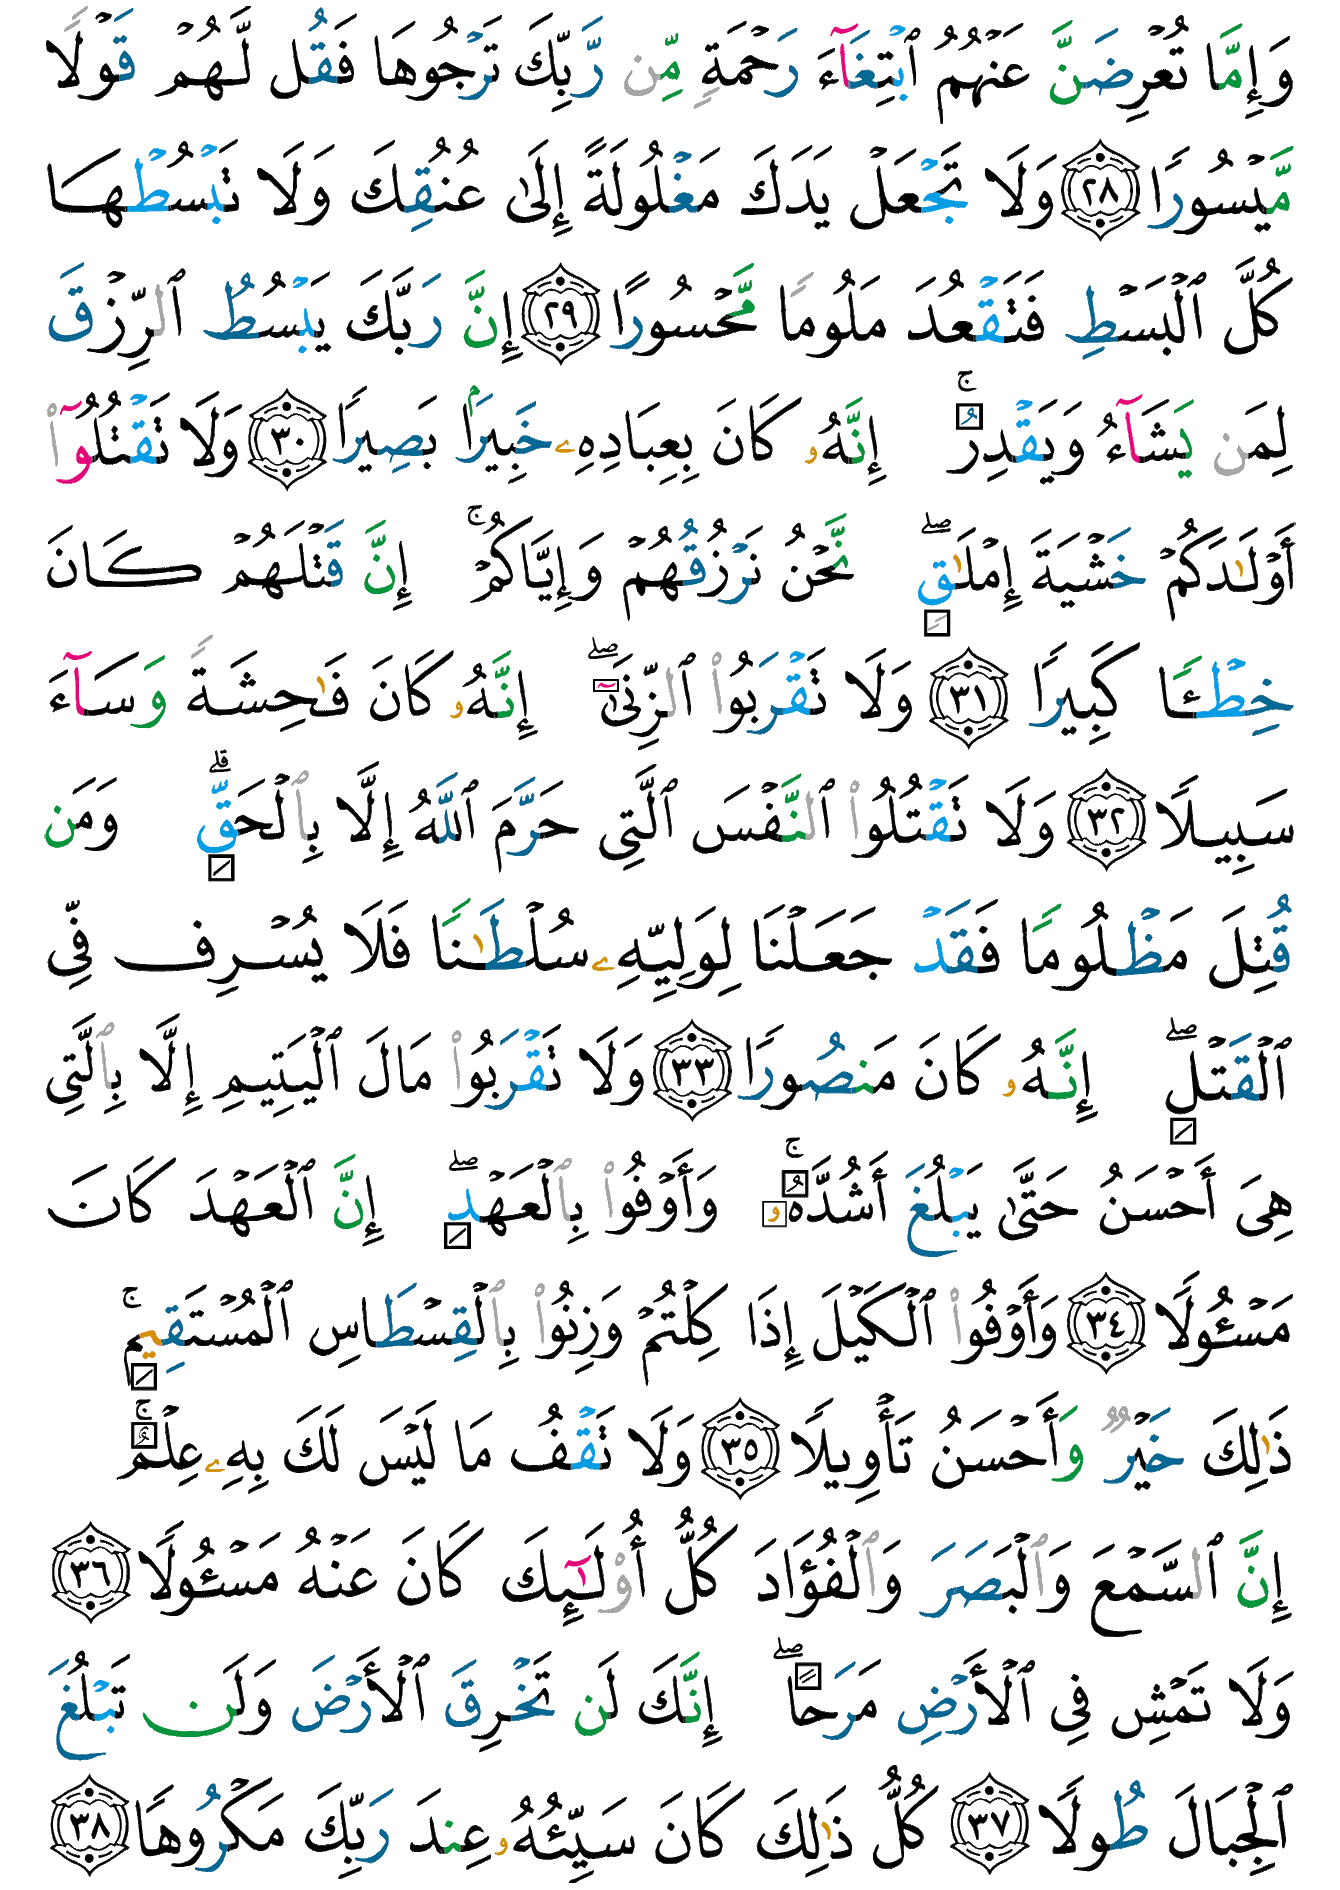 وَإِمَّا تُعْرِضَنَّ عَنْهُمُ ٱبْتِغَآءَ رَحْمَةٍ مِّن رَّبِّكَ تَرْجُوهَا فَقُل لَّهُمْ قَوْلًا
مَّيْسُورًا ٢٨ وَلَا تَجْعَلْ يَدَكَ مَغْلُولَةً إِلَىٰ عُنُقِكَ وَلَا تَبْسُطْهَا
كُلَّ ٱلْبَسْطِ فَتَقْعُدَ مَلُومًا مَّحْسُورًا ٢٩ إِنَّ رَبَّكَ يَبْسُطُ ٱلرِّزْقَ
لِمَن يَشَآءُ وَيَقْدِرُ ۚ إِنَّهُۥ كَانَ بِعِبَادِهِۦ خَبِيرًۢا بَصِيرًا ٣٠ وَلَا تَقْتُلُوٓا۟
أَوْلَـٰدَكُمْ خَشْيَةَ إِمْلَـٰقٍ ۖ نَّحْنُ نَرْزُقُهُمْ وَإِيَّاكُمْ ۚ إِنَّ قَتْلَهُمْ كَانَ
خِطْـًٔا كَبِيرًا ٣١ وَلَا تَقْرَبُوا۟ ٱلزِّنَىٰٓ ۖ إِنَّهُۥ كَانَ فَـٰحِشَةً وَسَآءَ
سَبِيلًا ٣٢ وَلَا تَقْتُلُوا۟ ٱلنَّفْسَ ٱلَّتِى حَرَّمَ ٱللَّهُ إِلَّا بِٱلْحَقِّ ۗ وَمَن
قُتِلَ مَظْلُومًا فَقَدْ جَعَلْنَا لِوَلِيِّهِۦ سُلْطَـٰنًا فَلَا يُسْرِف فِّى
ٱلْقَتْلِ ۖ إِنَّهُۥ كَانَ مَنصُورًا ٣٣ وَلَا تَقْرَبُوا۟ مَالَ ٱلْيَتِيمِ إِلَّا بِٱلَّتِى
هِىَ أَحْسَنُ حَتَّىٰ يَبْلُغَ أَشُدَّهُۥ ۚ وَأَوْفُوا۟ بِٱلْعَهْدِ ۖ إِنَّ ٱلْعَهْدَ كَانَ
مَسْـُٔولًا ٣٤ وَأَوْفُوا۟ ٱلْكَيْلَ إِذَا كِلْتُمْ وَزِنُوا۟ بِٱلْقِسْطَاسِ ٱلْمُسْتَقِيمِ ۚ
ذَٰلِكَ خَيْرٌ وَأَحْسَنُ تَأْوِيلًا ٣٥ وَلَا تَقْفُ مَا لَيْسَ لَكَ بِهِۦ عِلْمٌ ۚ
إِنَّ ٱلسَّمْعَ وَٱلْبَصَرَ وَٱلْفُؤَادَ كُلُّ أُو۟لَـٰٓئِكَ كَانَ عَنْهُ مَسْـُٔولًا ٣٦
وَلَا تَمْشِ فِى ٱلْأَرْضِ مَرَحًا ۖ إِنَّكَ لَن تَخْرِقَ ٱلْأَرْضَ وَلَن تَبْلُغَ
ٱلْجِبَالَ طُولًا ٣٧ كُلُّ ذَٰلِكَ كَانَ سَيِّئُهُۥ عِندَ رَبِّكَ مَكْرُوهًا ٣٨